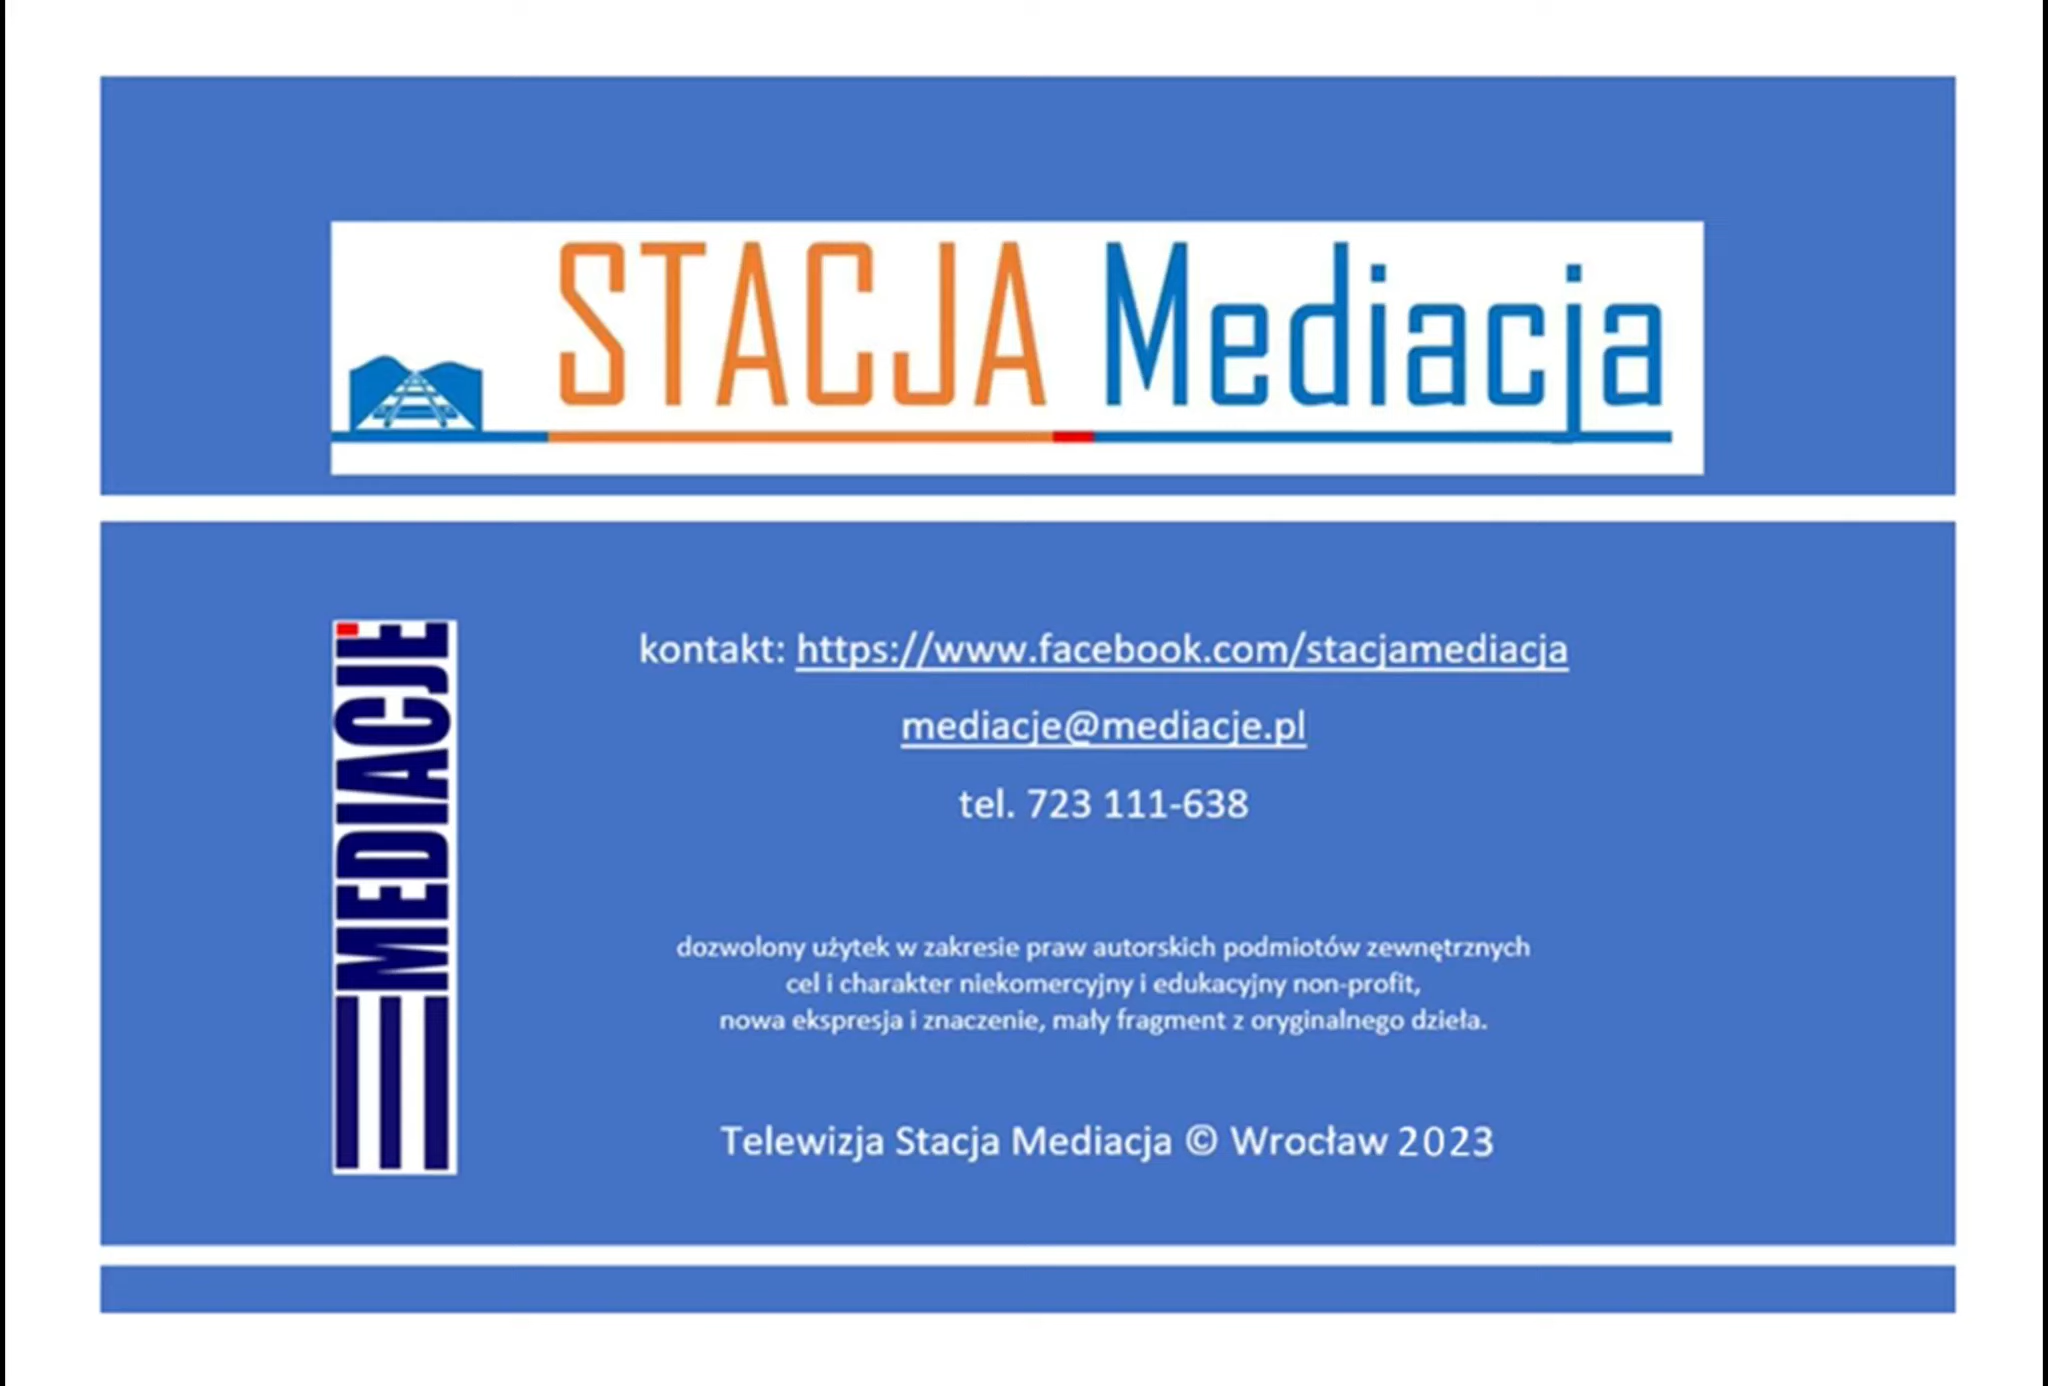 STACJA Mediacja
MEDIACJE
kontakt: https://www.facebook.com/stacjamediacja
mediacje@mediacje.pl
tel. 723 111-638
dozwolony użytek w zakresie praw autorskich podmiotów zewnętrznych
cel i charakter niekomercyjny i edukacyjny non-profit,
nowa ekspresja i znaczenie, mały fragment z oryginalnego dzieła.
Telewizja Stacja Mediacja © Wrocław 2023